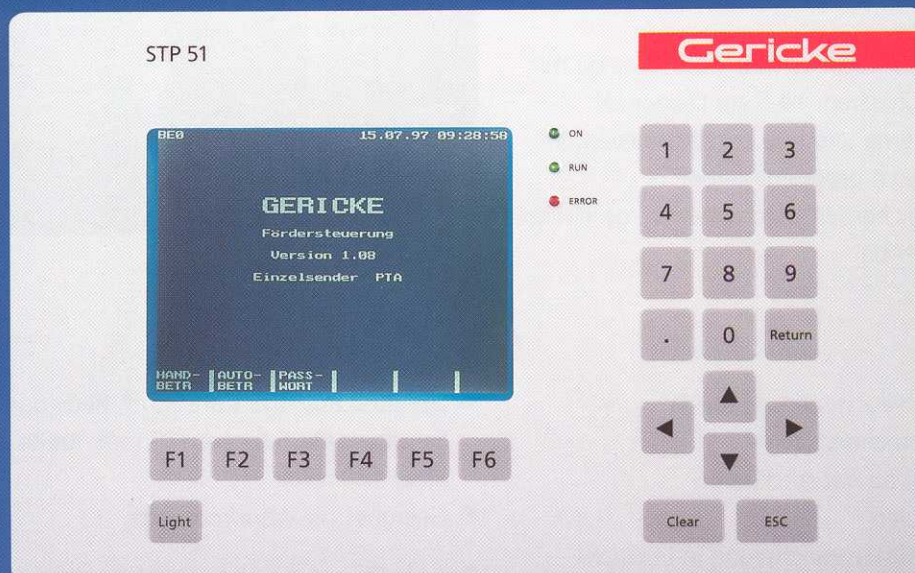 STP 51
Gericke
BE0 15.07.97 09:28:58
GERICKE
Fördersteuerung
Version 1.08
Einzelsender PTA
HAND- AUTO- PASS-
BETR BETR WORT
ON
RUN
ERROR
1 2 3
4 5 6
7 8 9
. 0 Return
F1 F2 F3 F4 F5 F6
Light
Clear ESC